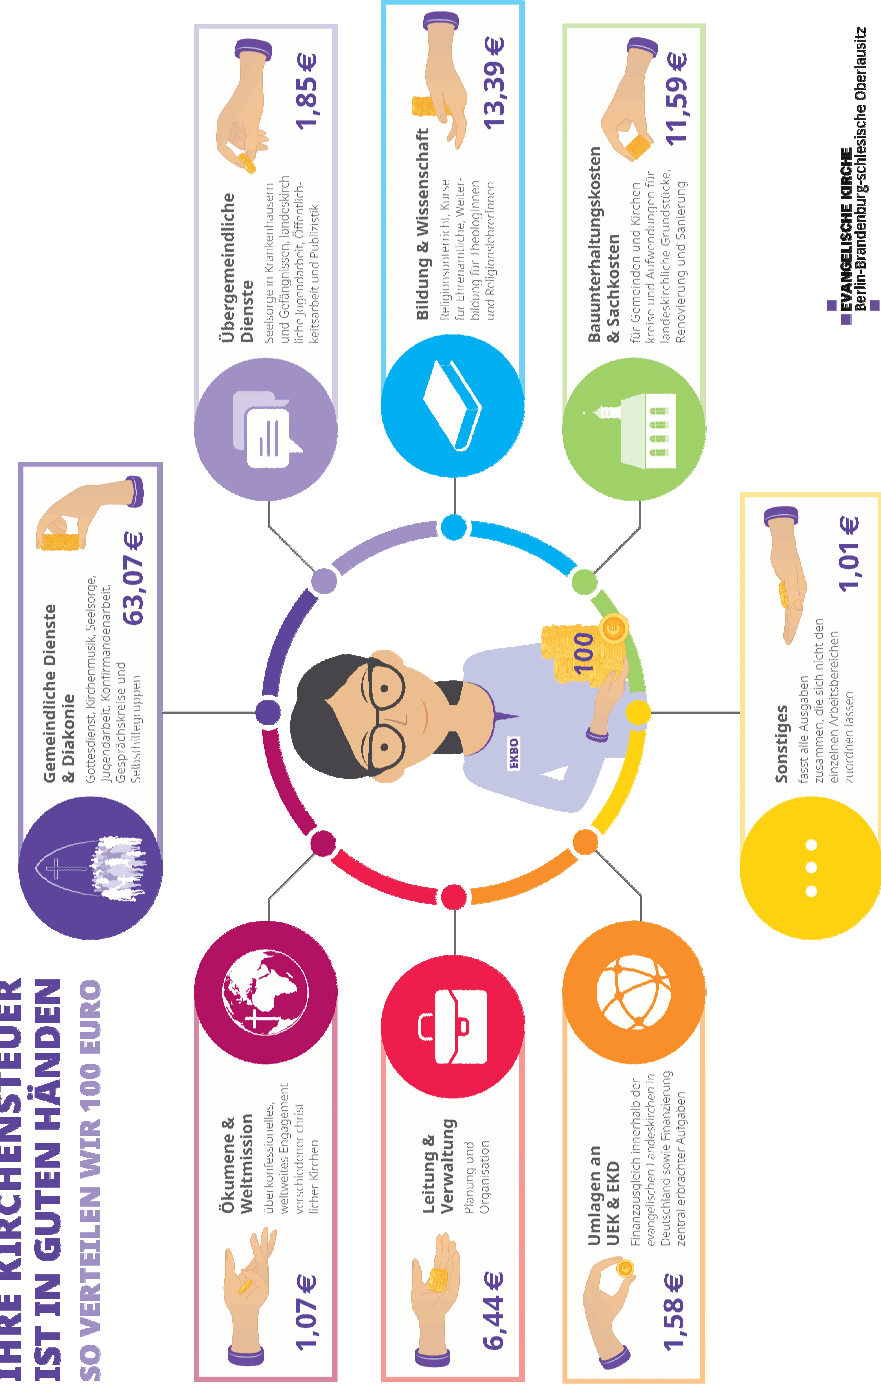 IHRE KIRCHENSTEUER
IST IN GUTEN HÄNDEN
SO VERTEILEN WIR 100 EURO
Gemeindliche Dienste
& Diakonie
Gottesdienst, Kirchenmusik, Seelsorge,
Jugendarbeit, Konfirmandenarbeit,
Gesprächskreise und
Selbsthilfegruppen
63,07 €
Ökumene &
Weltmission
überkonfessionelles,
weltweites Engagement
verschiedener christ
licher Kirchen
1,07 €
Übergemeindliche
Dienste
Seelsorge in Krankenhäusern
und Gefängnissen, landeskirch
liche Jugendarbeit, Öffentlich-
keitsarbeit und Publizistik
1,85 €
Leitung &
Verwaltung
Planung und
Organisation
6,44 €
EKBO
100
Bildung & Wissenschaft
Religionsunterricht, Kurse
für Ehrenamtliche, Weiter-
bildung für TheologInnen
und ReligionslehrerInnen
13,39 €
Umlagen an
UEK & EKD
Finanzausgleich innerhalb der
evangelischen Landeskirchen in
Deutschland sowie Finanzierung
zentral erbrachter Aufgaben
1,58 €
Bauunterhaltungskosten
& Sachkosten
für Gemeinden und Kirchen
kreise und Aufwendungen für
landeskirchliche Grundstücke,
Renovierung und Sanierung
11,59 €
Sonstiges
fasst alle Ausgaben
zusammen, die sich nicht den
einzelnen Arbeitsbereichen
zuordnen lassen
1,01 €
EVANGELISCHE KIRCHE
Berlin-Brandenburg-schlesische Oberlausitz